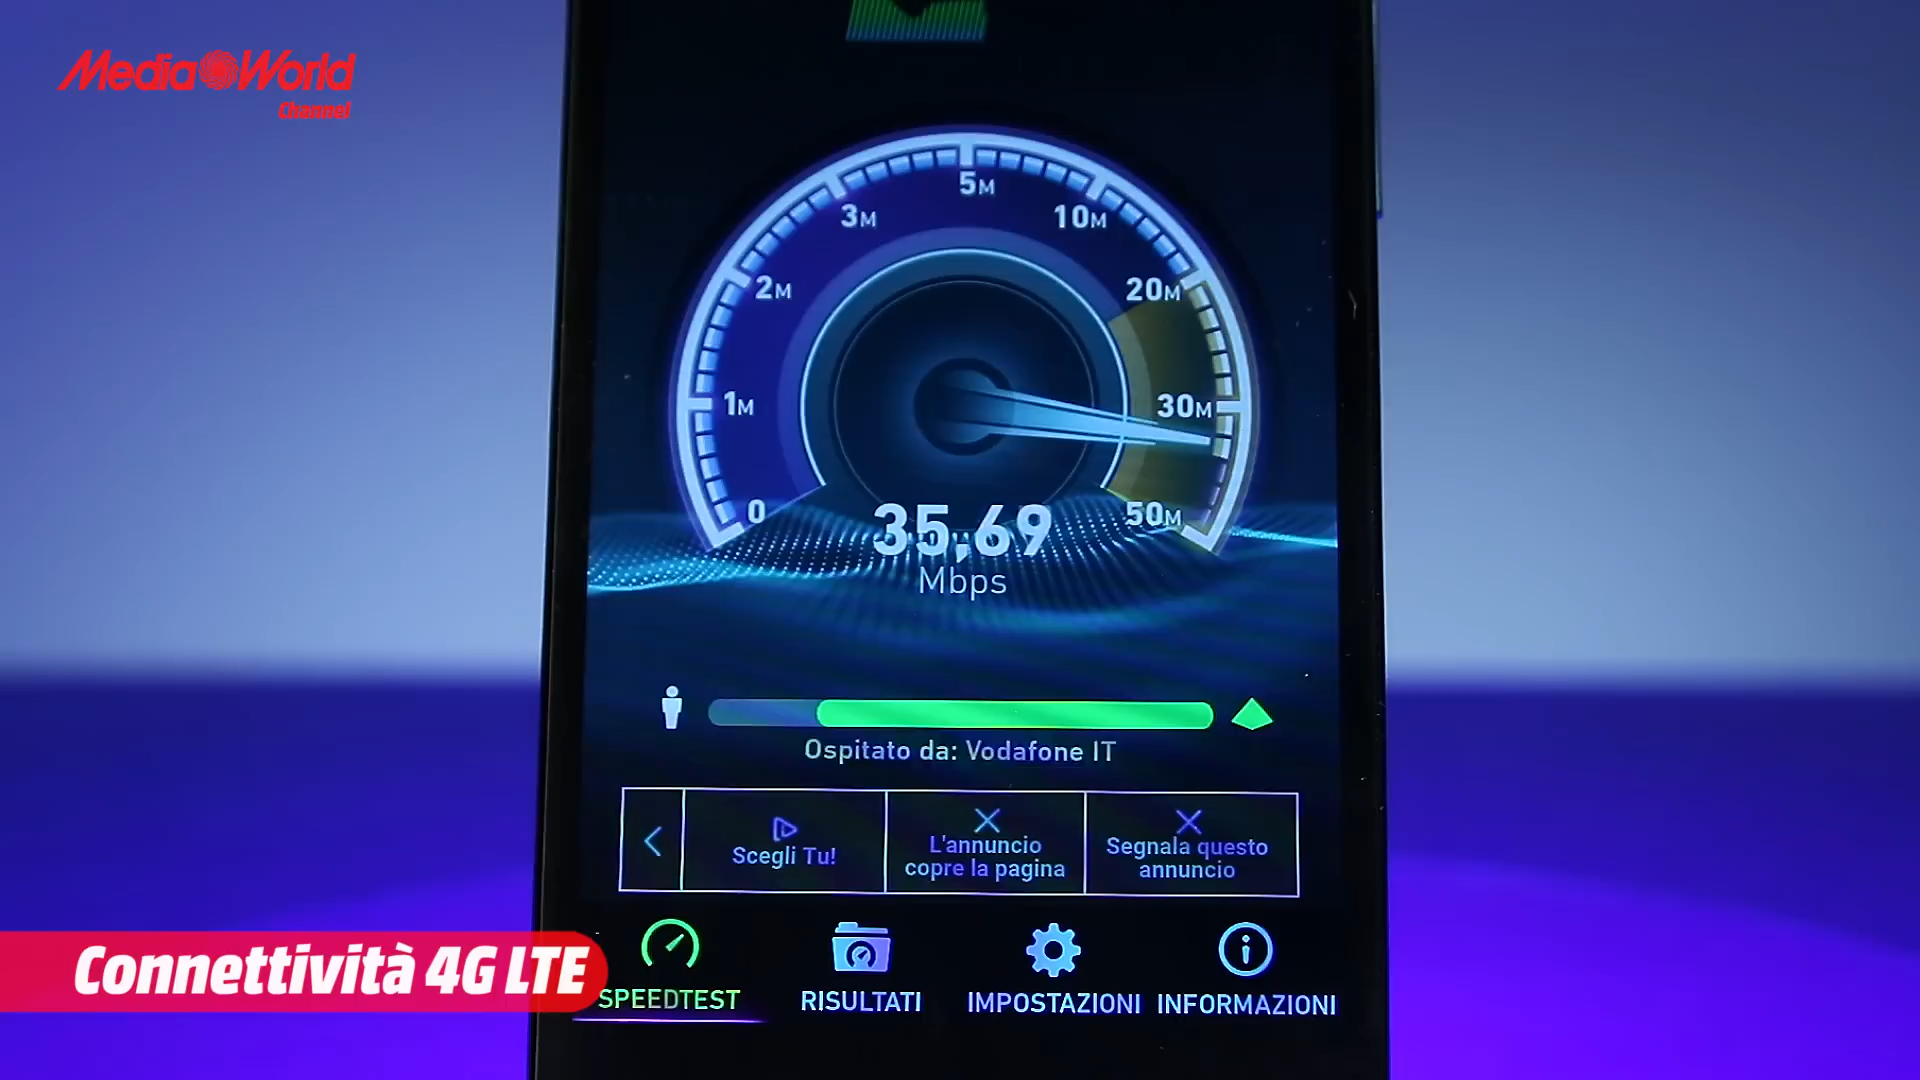 MediaWorld
Channel
5M
3M
10M
2M
20M
1M
30M
0
50M
35,69
Mbps
Ospitato da: Vodafone IT
Scegli Tu!
L'annuncio
copre la pagina
Segnala questo
annuncio
Connettività 4G LTE
SPEEDTEST
RISULTATI
IMPOSTAZIONI
INFORMAZIONI